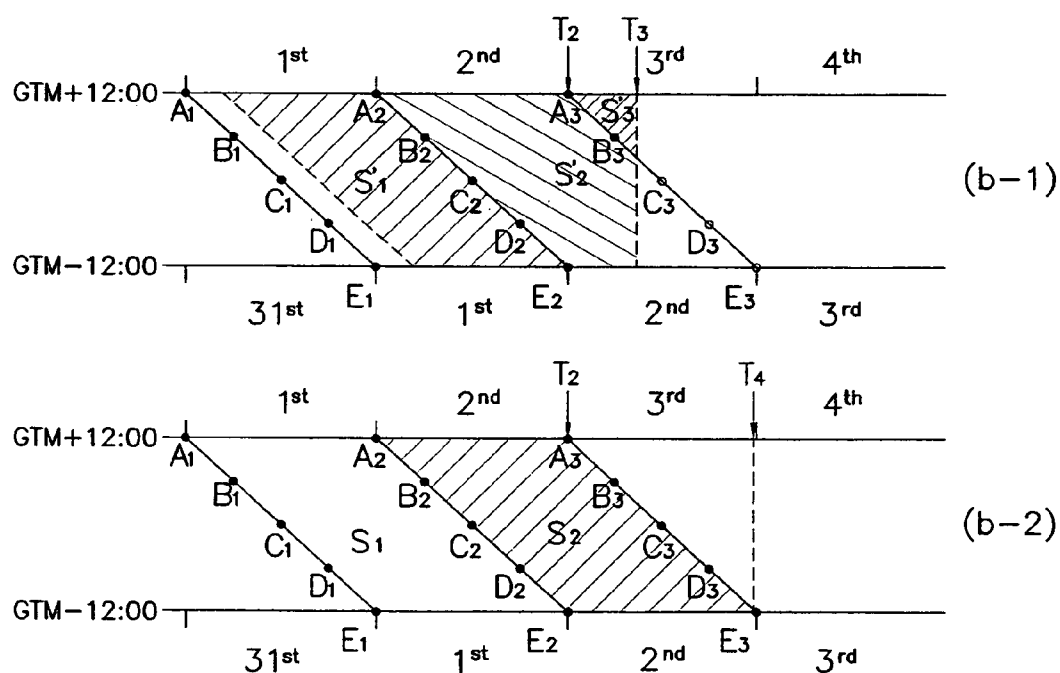 T2 T3
1st 2nd 3rd 4th
GTM+12:00
A1 A2 A3 S'3
B1 B2 B3
S'1 S'2 (b-1)
C1 C2 C3
D1 D2 D3
GTM-12:00
E1 E2 E3
31st 1st 2nd 3rd
T2 T4
1st 2nd 3rd 4th
GTM+12:00
A1 A2 A3
B1 B2 B3
(b-2)
C1 S1 C2 S2 C3
D1 D2 D3
GTM-12:00
E1 E2 E3
31st 1st 2nd 3rd